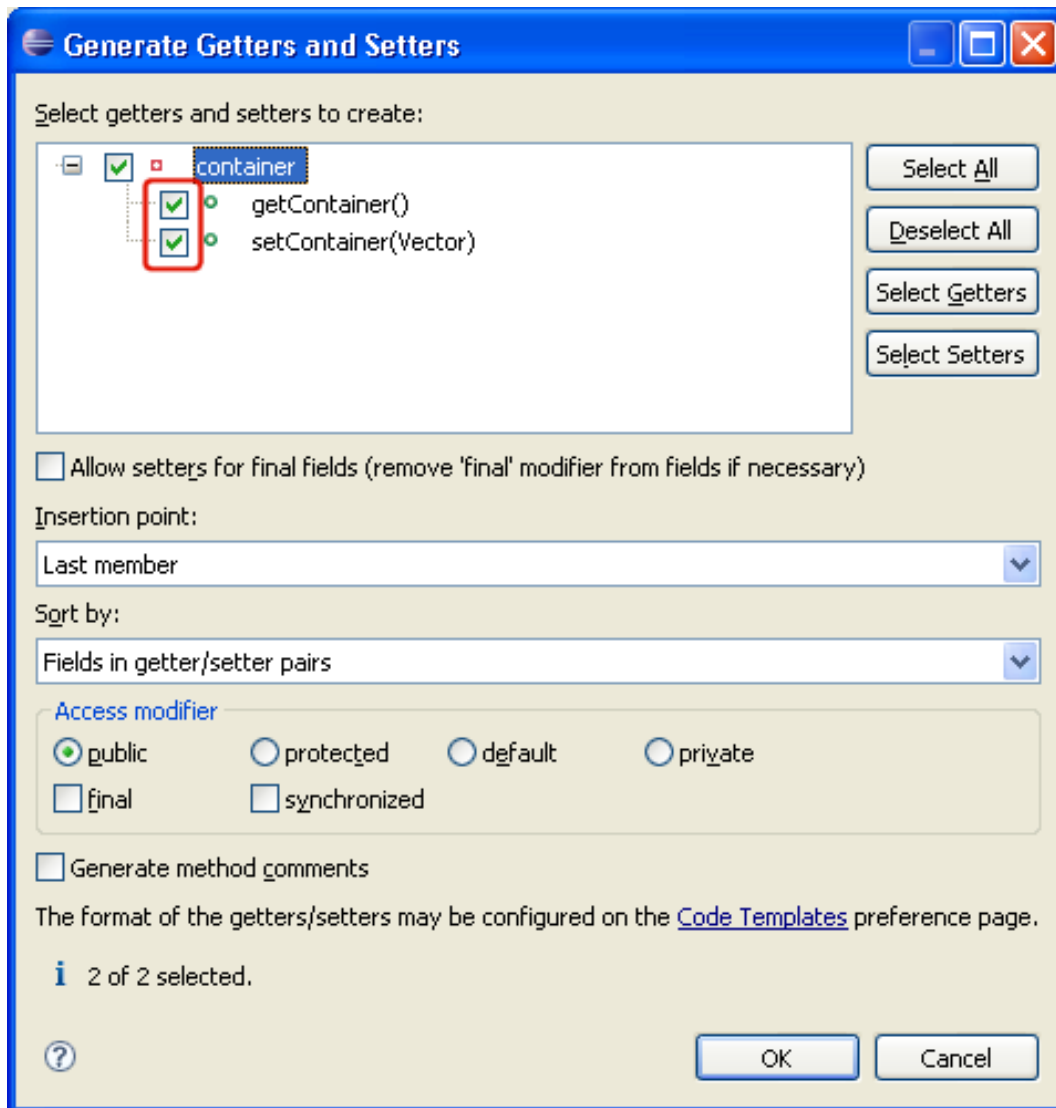 Generate Getters and Setters
Select getters and setters to create:
container
getContainer()
setContainer(Vector)
Select All
Deselect All
Select Getters
Select Setters
Allow setters for final fields (remove 'final' modifier from fields if necessary)
Insertion point:
Last member
Sort by:
Fields in getter/setter pairs
Access modifier
public protected default private
final synchronized
Generate method comments
The format of the getters/setters may be configured on the Code Templates preference page.
i 2 of 2 selected.
? OK Cancel